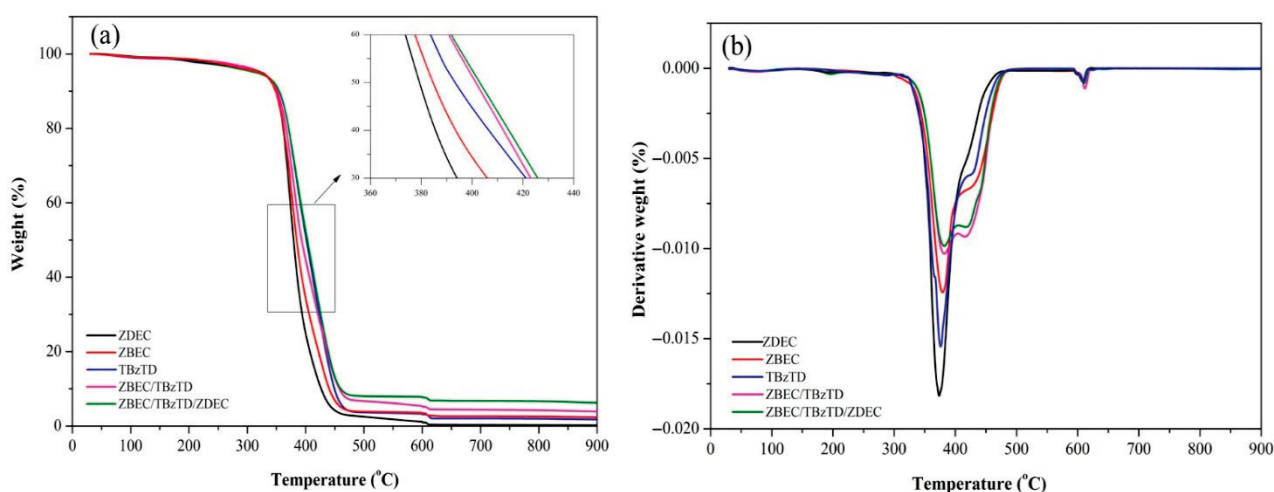 (a)
Weight (%)
100
80
60
40
20
0
60
50
40
30
360
380
400
420
440
ZDEC
ZBEC
TBzTD
ZBEC/TBzTD
ZBEC/TBzTD/ZDEC
0 100 200 300 400 500 600 700 800 900
Temperature (°C)
(b)
Derivative weght (%)
0.000
−0.005
−0.010
−0.015
−0.020
ZDEC
ZBEC
TBzTD
ZBEC/TBzTD
ZBEC/TBzTD/ZDEC
0 100 200 300 400 500 600 700 800 900
Temperature (°C)